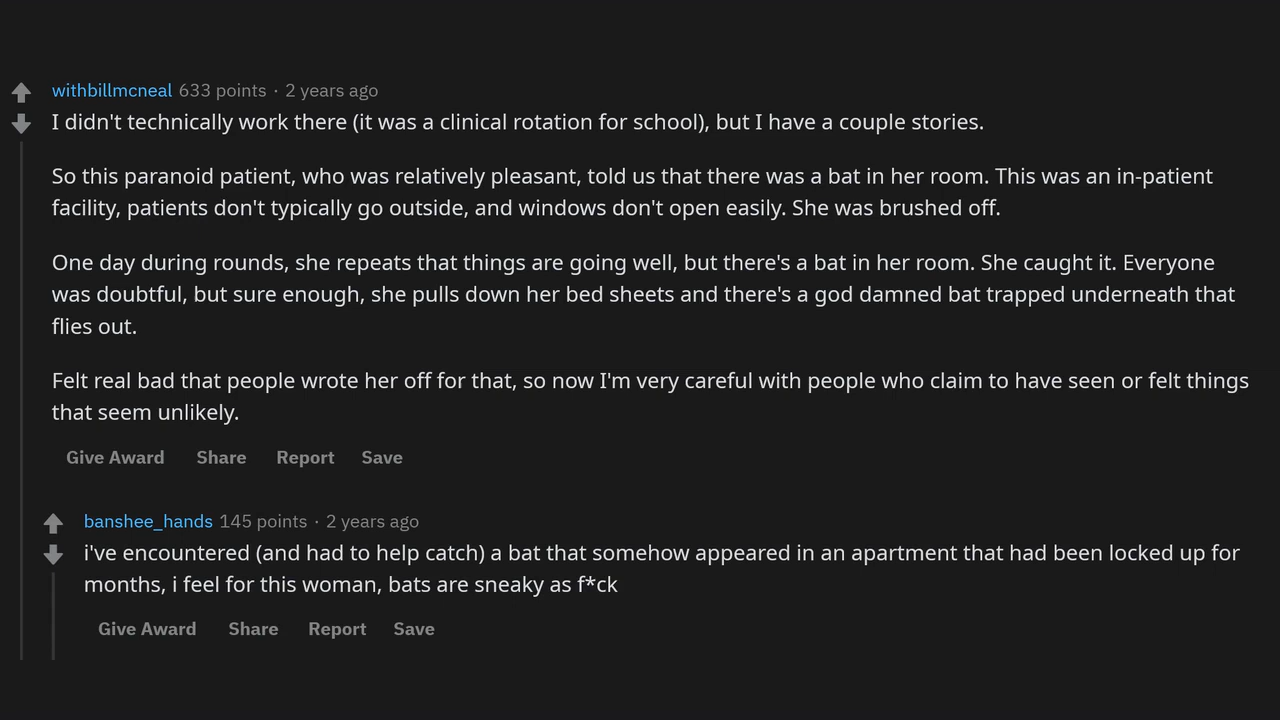 withbillmcneal 633 points · 2 years ago
I didn't technically work there (it was a clinical rotation for school), but I have a couple stories.
So this paranoid patient, who was relatively pleasant, told us that there was a bat in her room. This was an in-patient
facility, patients don't typically go outside, and windows don't open easily. She was brushed off.
One day during rounds, she repeats that things are going well, but there's a bat in her room. She caught it. Everyone
was doubtful, but sure enough, she pulls down her bed sheets and there's a god damned bat trapped underneath that
flies out.
Felt real bad that people wrote her off for that, so now I'm very careful with people who claim to have seen or felt things
that seem unlikely.
Give Award Share Report Save
banshee_hands 145 points · 2 years ago
i've encountered (and had to help catch) a bat that somehow appeared in an apartment that had been locked up for
months, i feel for this woman, bats are sneaky as f*ck
Give Award Share Report Save